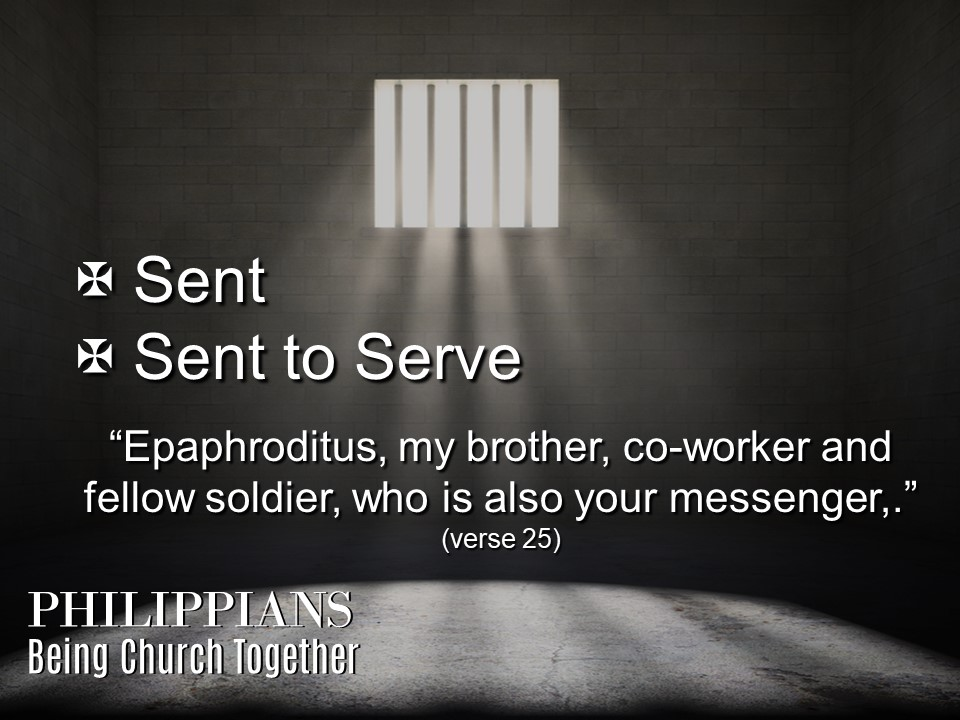 ✠ Sent
✠ Sent to Serve
“Epaphroditus, my brother, co-worker and
fellow soldier, who is also your messenger,.”
(verse 25)
PHILIPPIANS
Being Church Together